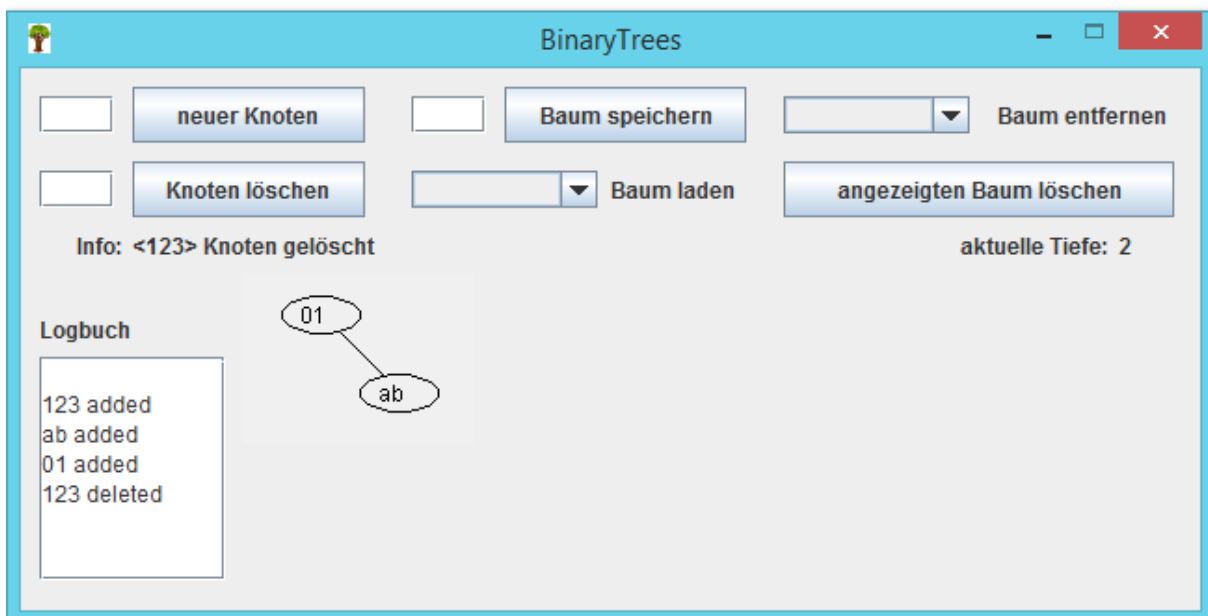 BinaryTrees
neuer Knoten Baum speichern Baum entfernen
Knoten löschen Baum laden angezeigten Baum löschen
Info: <123> Knoten gelöscht aktuelle Tiefe: 2
01
Logbuch
ab
123 added
ab added
01 added
123 deleted